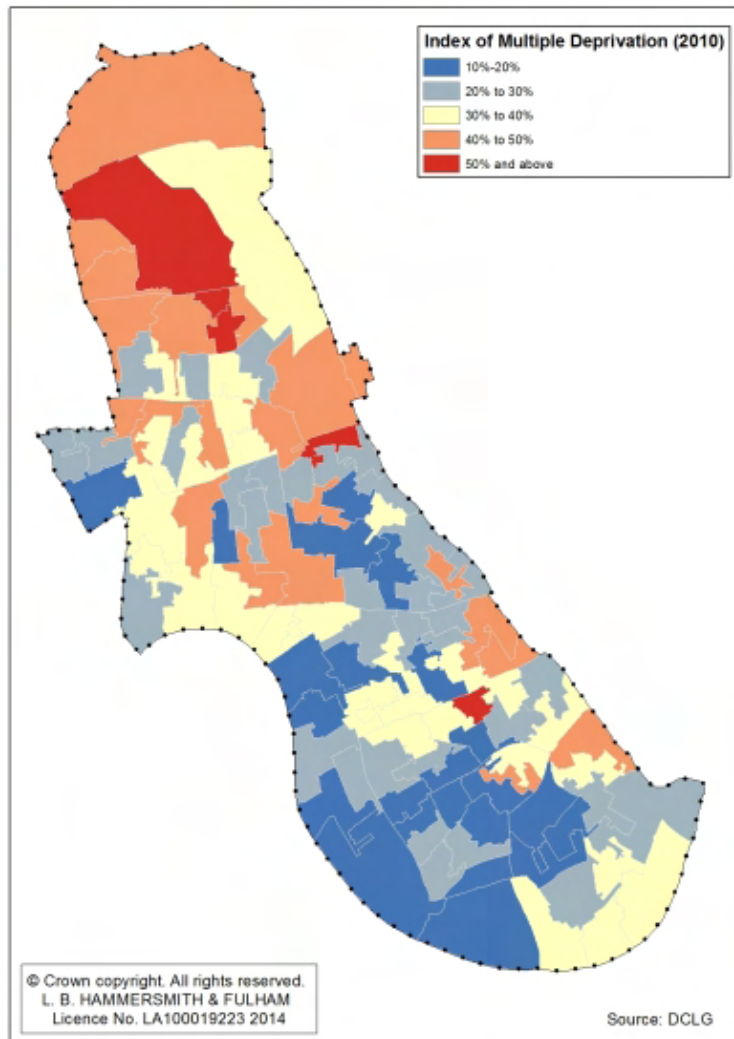 Index of Multiple Deprivation (2010)
10%-20%
20% to 30%
30% to 40%
40% to 50%
50% and above
© Crown copyright. All rights reserved.
L. B. HAMMERSMITH & FULHAM
Licence No. LA100019223 2014
Source: DCLG